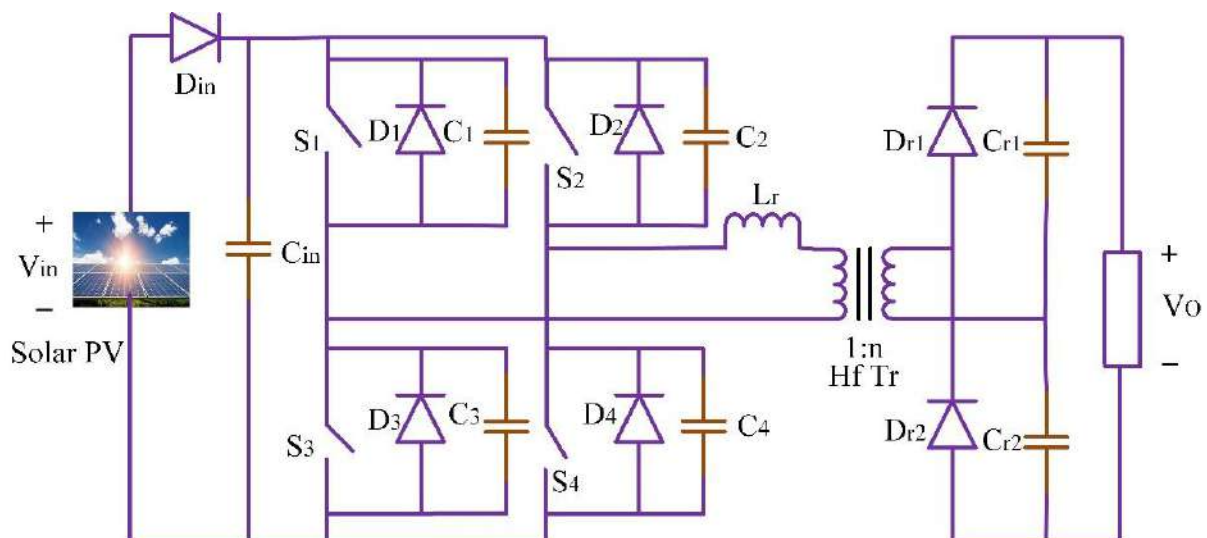 Din
S1
D1
C1
S2
D2
C2
Lr
Dr1
Cr1
+
Vin
−
Solar PV
Cin
+
VO
−
1:n
Hf Tr
S3
D3
C3
S4
D4
C4
Dr2
Cr2